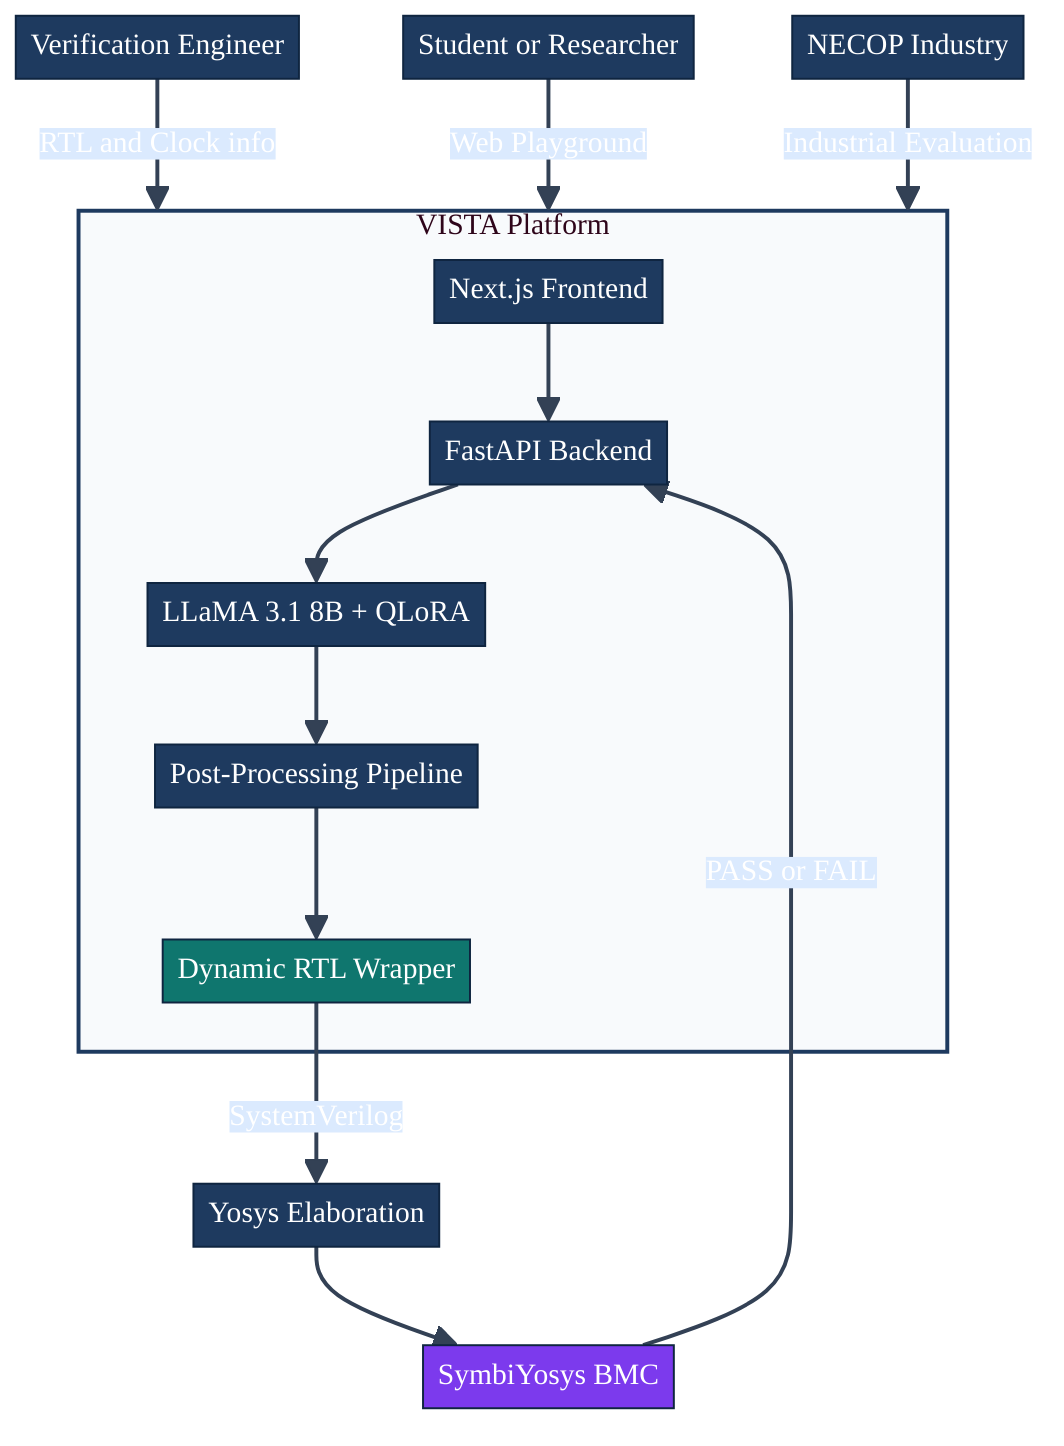 Verification Engineer
Student or Researcher
NECOP Industry
RTL and Clock info
Web Playground
Industrial Evaluation
VISTA Platform
Next.js Frontend
FastAPI Backend
LLaMA 3.1 8B + QLoRA
Post-Processing Pipeline
PASS or FAIL
Dynamic RTL Wrapper
SystemVerilog
Yosys Elaboration
SymbiYosys BMC